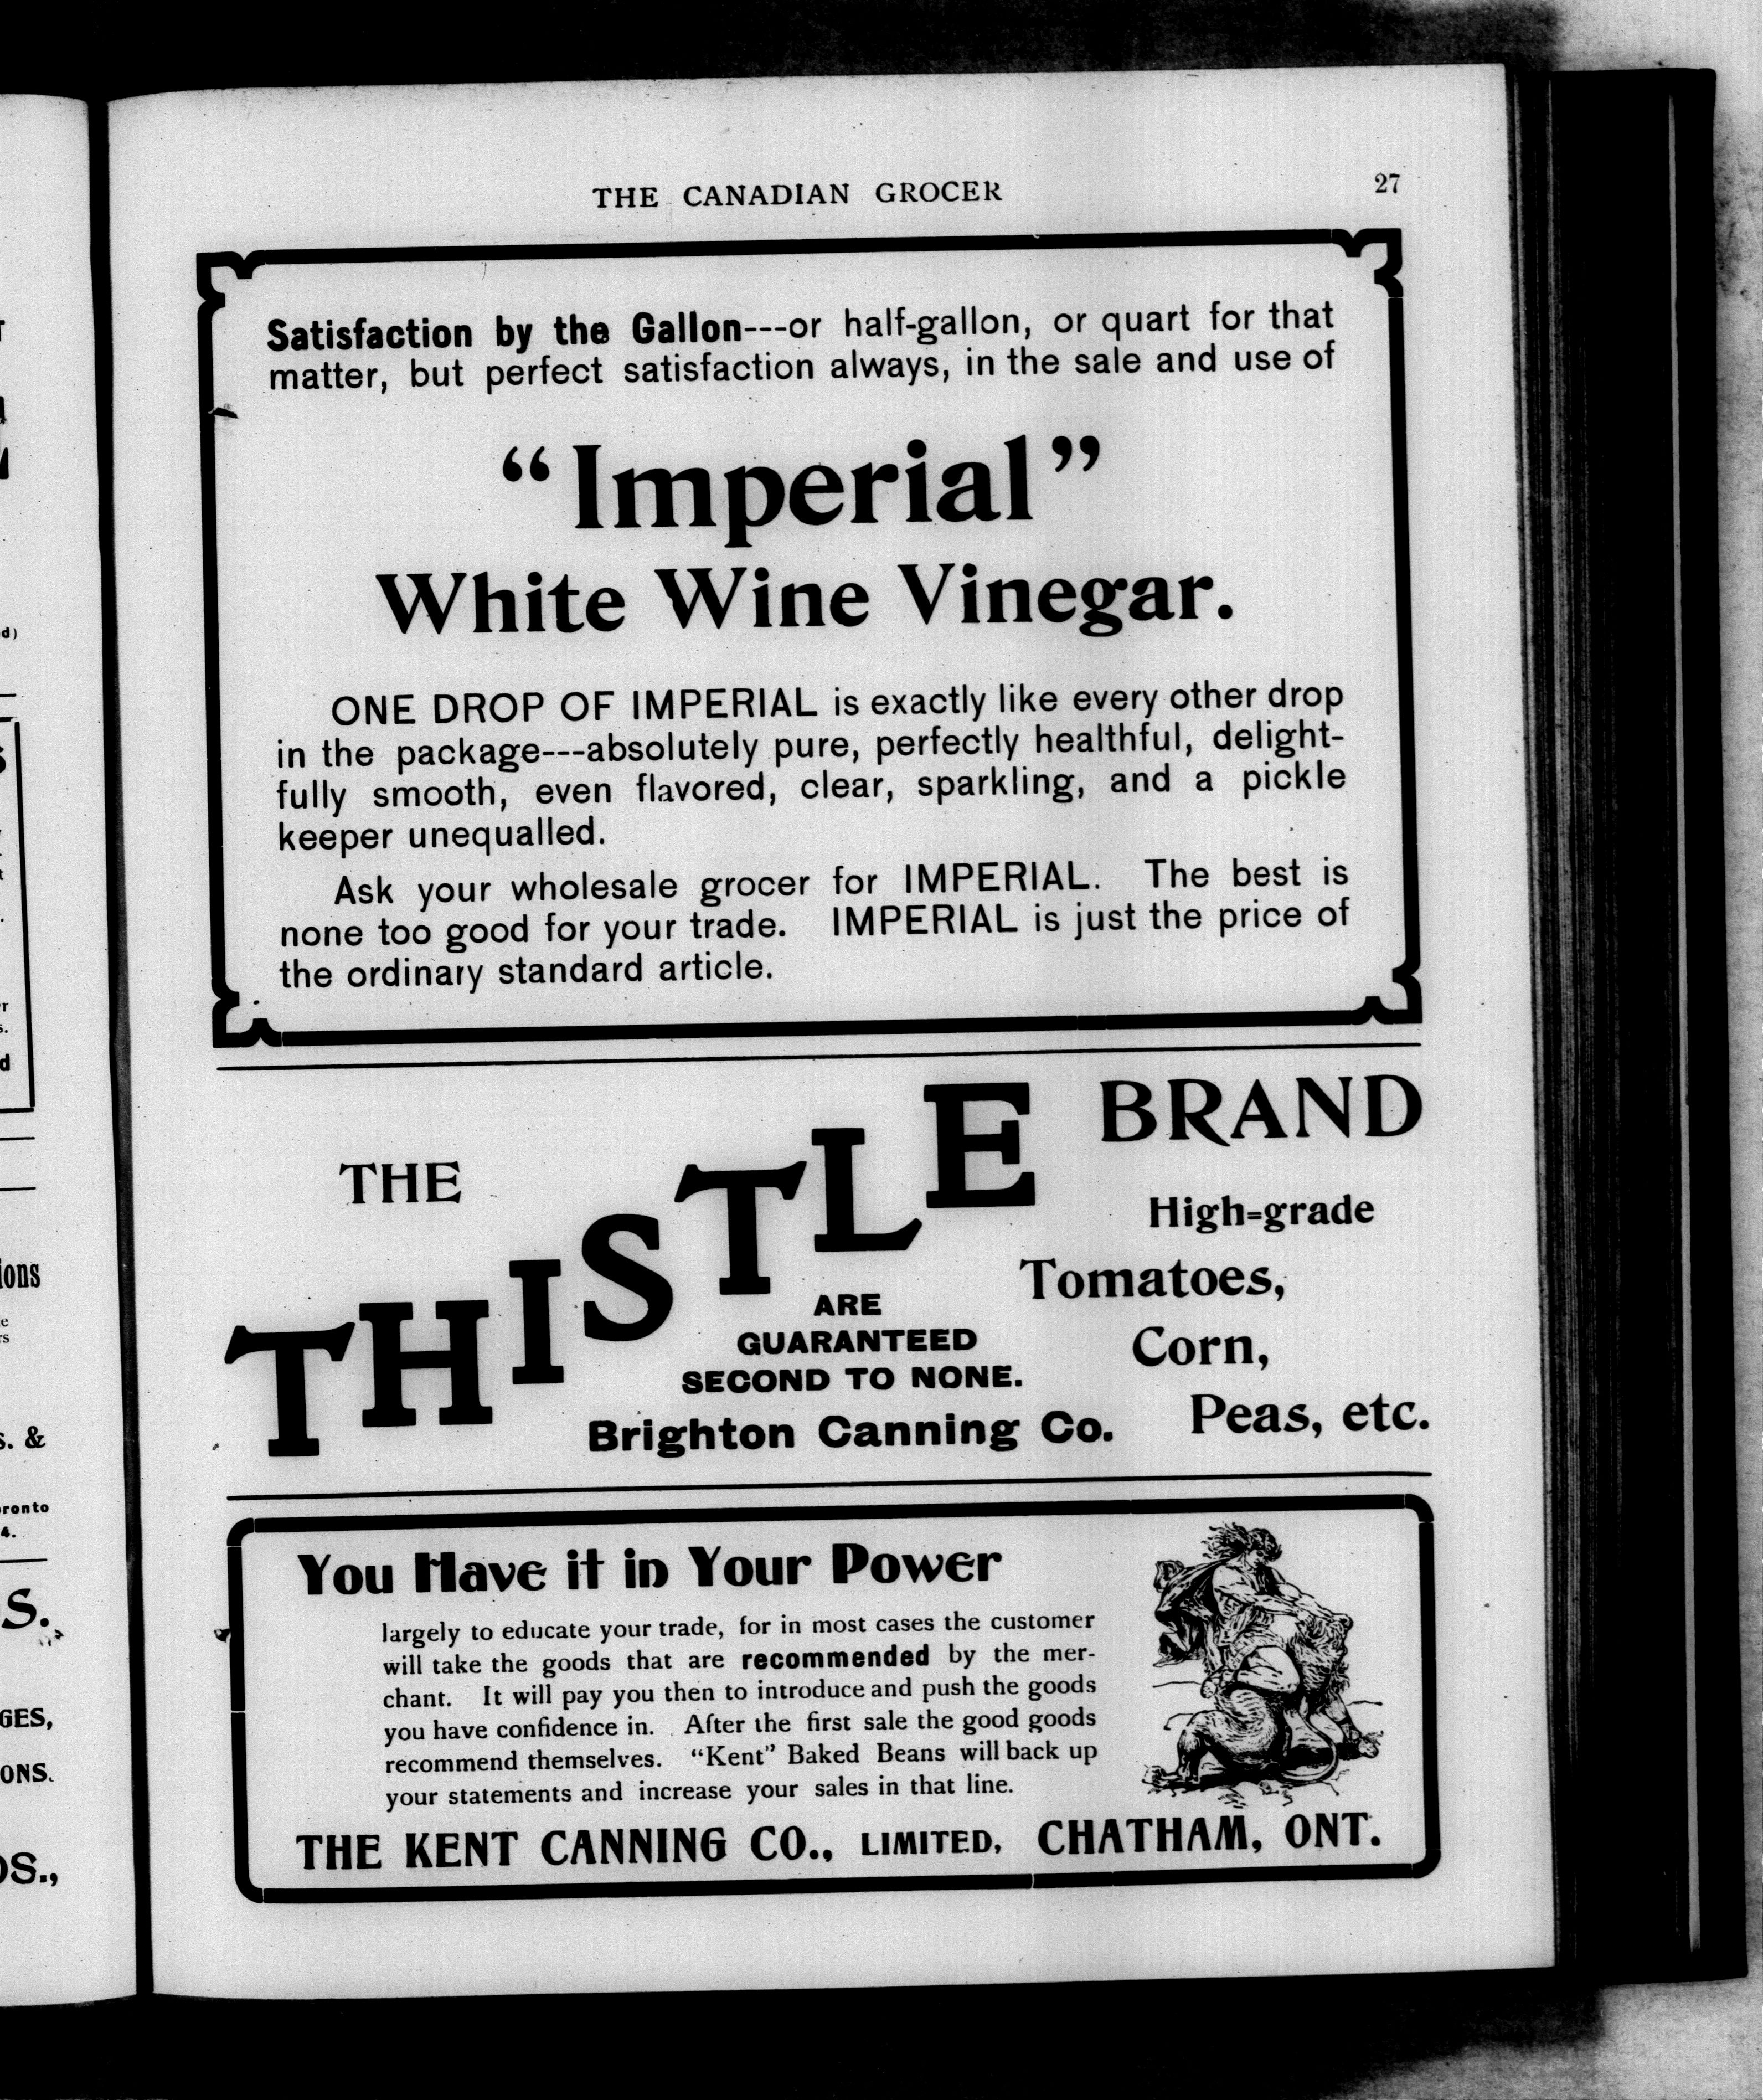 THE CANADIAN GROCER
27
Satisfaction by the Gallon---or half-gallon, or quart for that
matter, but perfect satisfaction always, in the sale and use of
“Imperial”
White Wine Vinegar.
ONE DROP OF IMPERIAL is exactly like every other drop
in the package---absolutely pure, perfectly healthful, delight-
fully smooth, even flavored, clear, sparkling, and a pickle
keeper unequalled.
Ask your wholesale grocer for IMPERIAL. The best is
none too good for your trade. IMPERIAL is just the price of
the ordinary standard article.
THE
THISTLE
BRAND
High-grade
Tomatoes,
Corn,
Peas, etc.
ARE
GUARANTEED
SECOND TO NONE.
Brighton Canning Co.
You Have it in Your Power
largely to educate your trade, for in most cases the customer
will take the goods that are recommended by the mer-
chant. It will pay you then to introduce and push the goods
you have confidence in. After the first sale the good goods
recommend themselves. “Kent” Baked Beans will back up
your statements and increase your sales in that line.
THE KENT CANNING CO., LIMITED, CHATHAM, ONT.